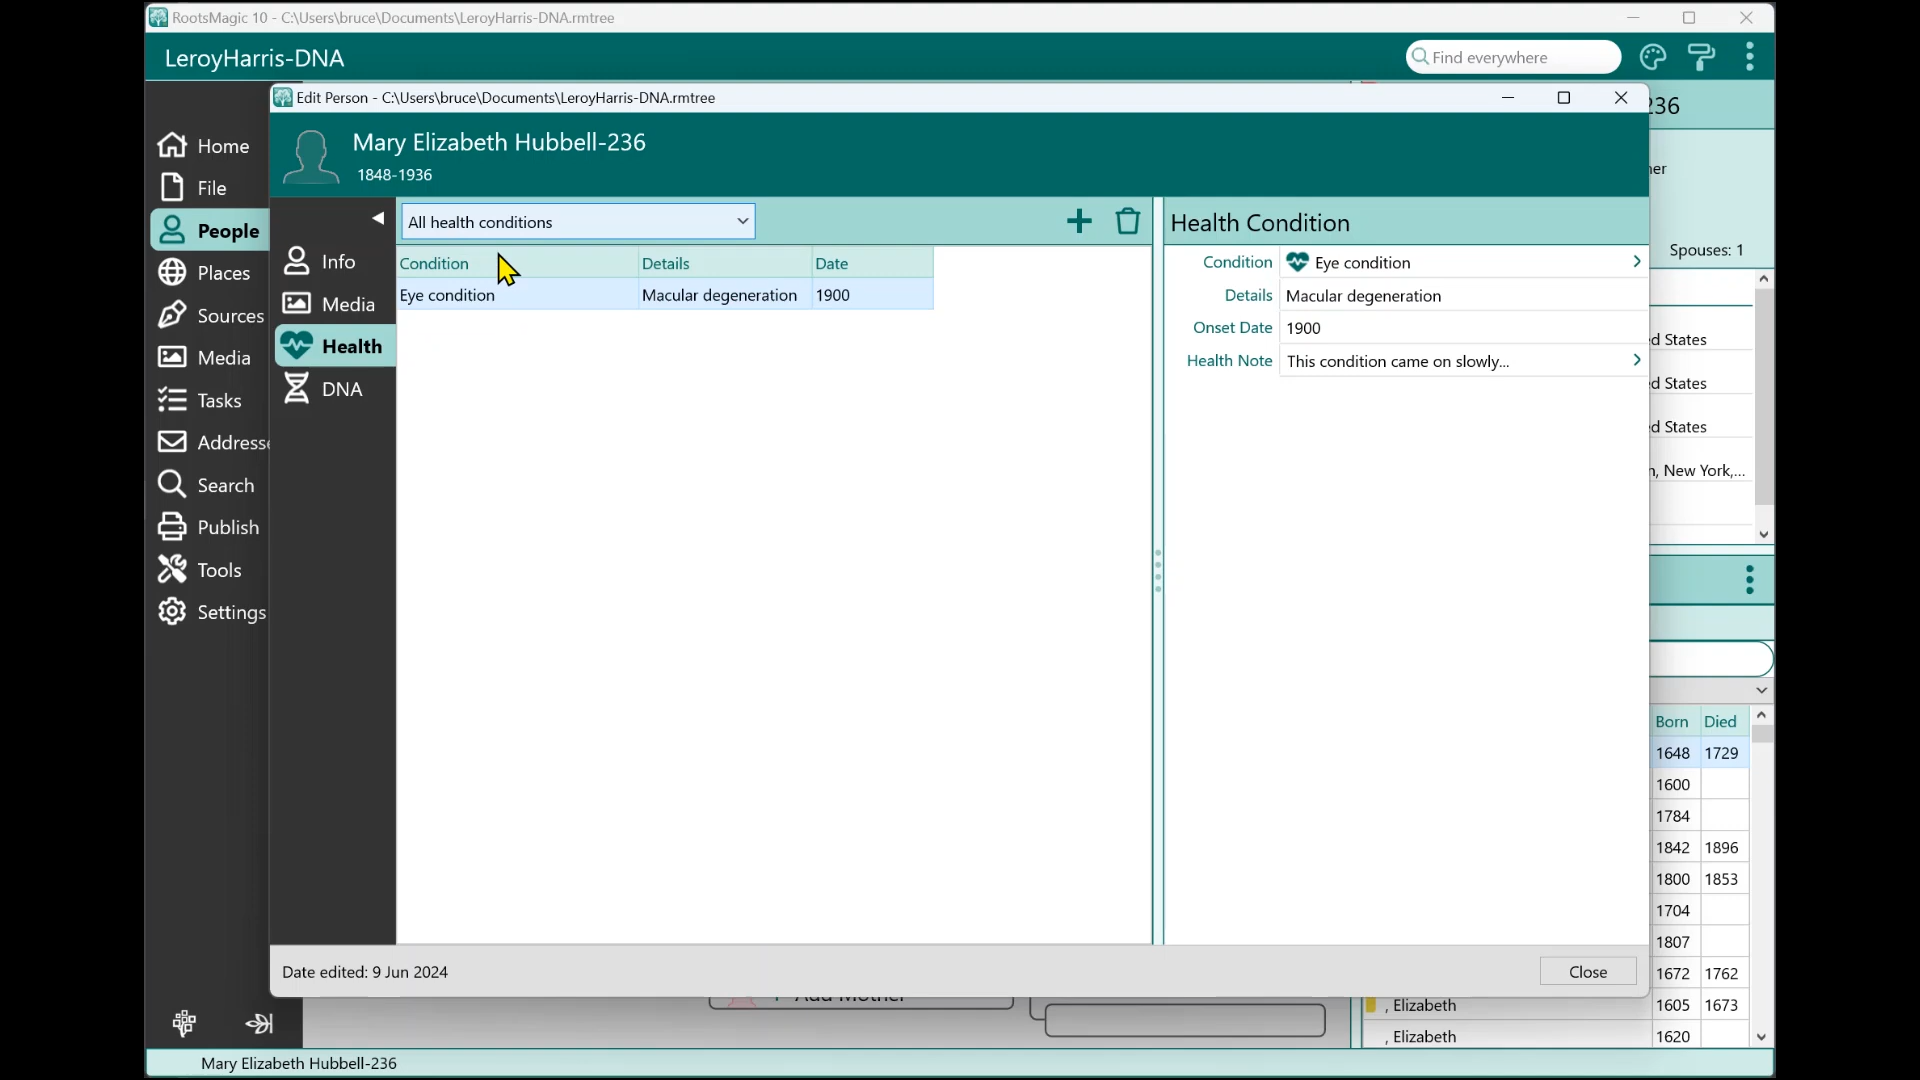 RootsMagic 10 - C:\Users\bruce\Documents\LeroyHarris-DNA.rmtree
LeroyHarris-DNA
Find everywhere
Home
File
People
Places
Sources
Media
Tasks
Addresse
Search
Publish
Tools
Settings
Edit Person - C:\Users\bruce\Documents\LeroyHarris-DNA.rmtree
Mary Elizabeth Hubbell-236
1848-1936
Info
Media
Health
DNA
All health conditions
Condition Details Date
Eye condition Macular degeneration 1900
Health Condition
Condition Eye condition
Details Macular degeneration
Onset Date 1900
Health Note This condition came on slowly...
Date edited: 9 Jun 2024
Close
236
her
Spouses: 1
d States
d States
d States
n, New York,...
Born Died
1648 1729
1600
1784
1842 1896
1800 1853
1704
1807
1672 1762
, Elizabeth 1605 1673
, Elizabeth 1620
+ Add Mother
Mary Elizabeth Hubbell-236